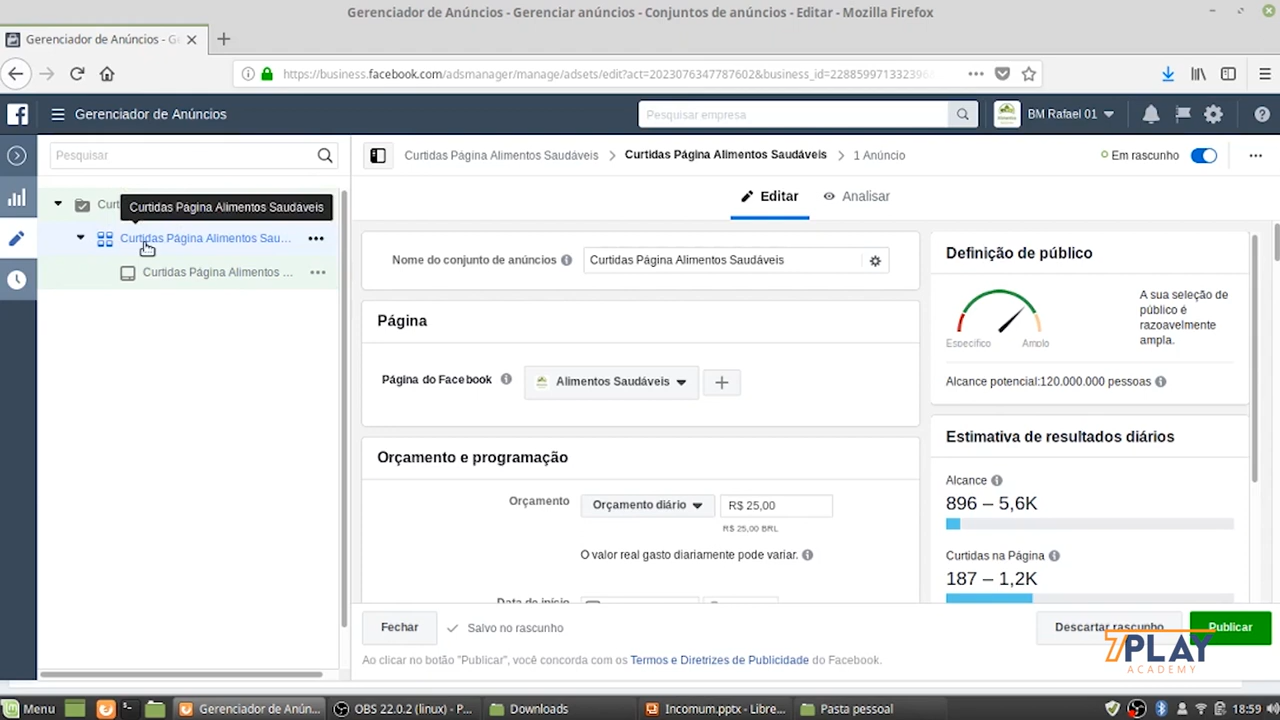 Gerenciador de Anúncios - Gerenciar anúncios - Conjuntos de anúncios - Editar - Mozilla Firefox
Gerenciador de Anúncios - G
https://business.facebook.com/adsmanager/manage/adsets/edit?act=2023076347787602&business_id=228859971332396
Gerenciador de Anúncios
Pesquisar empresa
BM Rafael 01
Pesquisar
Curtidas Página Alimentos Saudáveis
Curtidas Página Alimentos Saudáveis
1 Anúncio
Em rascunho
Curt
Curtidas Página Alimentos Saudáveis
Curtidas Página Alimentos Sau...
Curtidas Página Alimentos ...
Editar
Analisar
Nome do conjunto de anúncios
Curtidas Página Alimentos Saudáveis
Página
Página do Facebook
Alimentos Saudáveis
Orçamento e programação
Orçamento
Orçamento diário
R$ 25,00
R$ 25,00 BRL
O valor real gasto diariamente pode variar.
Data de início
Definição de público
A sua seleção de
público é
razoavelmente
ampla.
Específico
Amplo
Alcance potencial:120.000.000 pessoas
Estimativa de resultados diários
Alcance
896 – 5,6K
Curtidas na Página
187 – 1,2K
Fechar
Salvo no rascunho
Descartar rascunho
Publicar
Ao clicar no botão "Publicar", você concorda com os Termos e Diretrizes de Publicidade do Facebook.
7PLAY
ACADEMY
Menu
Gerenciador de Anún...
OBS 22.0.2 (linux) - P...
Downloads
Incomum.pptx - Libre...
Pasta pessoal
18:59